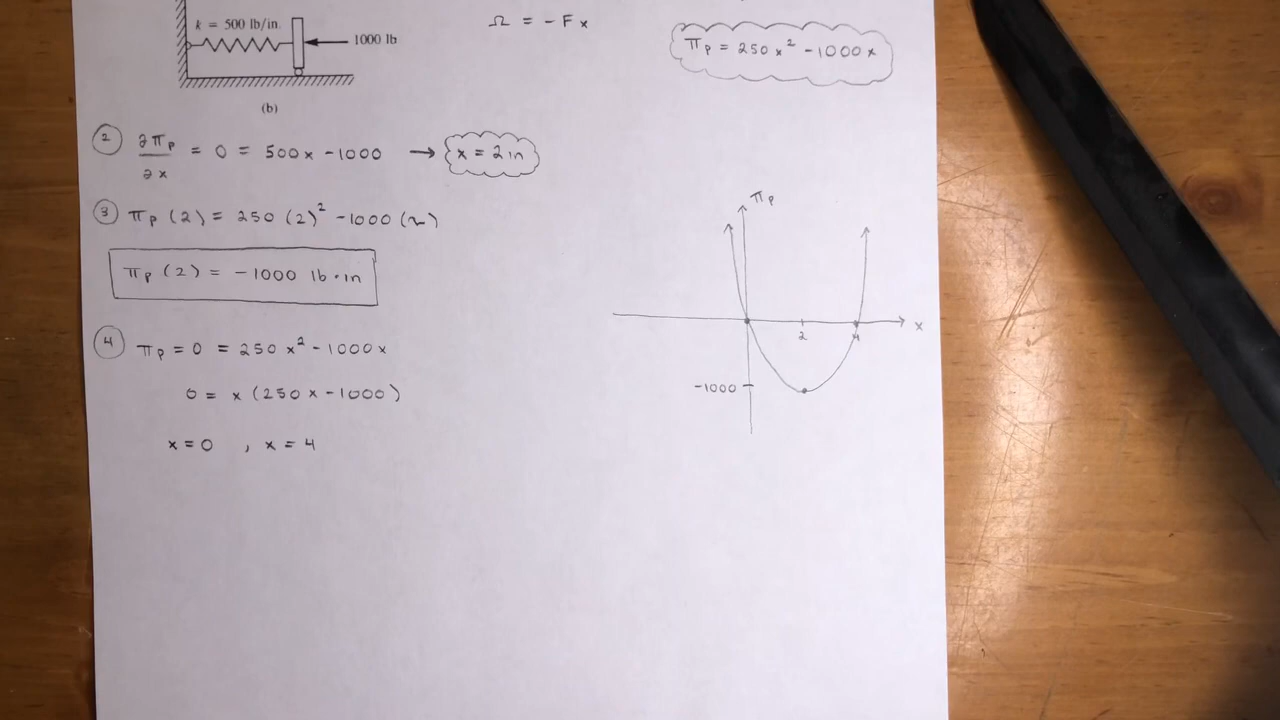 k = 500 lb/in.
1000 lb
(b)
Ω = - F x
π_p = 250 x² - 1000 x
② ∂π_p/∂x = 0 = 500x - 1000 → x = 2 in
③ π_p (2) = 250 (2)² - 1000 (2)
π_p (2) = -1000 lb·in
④ π_p = 0 = 250 x² - 1000x
0 = x (250 x - 1000)
x = 0 , x = 4
π_p
x
2
4
-1000